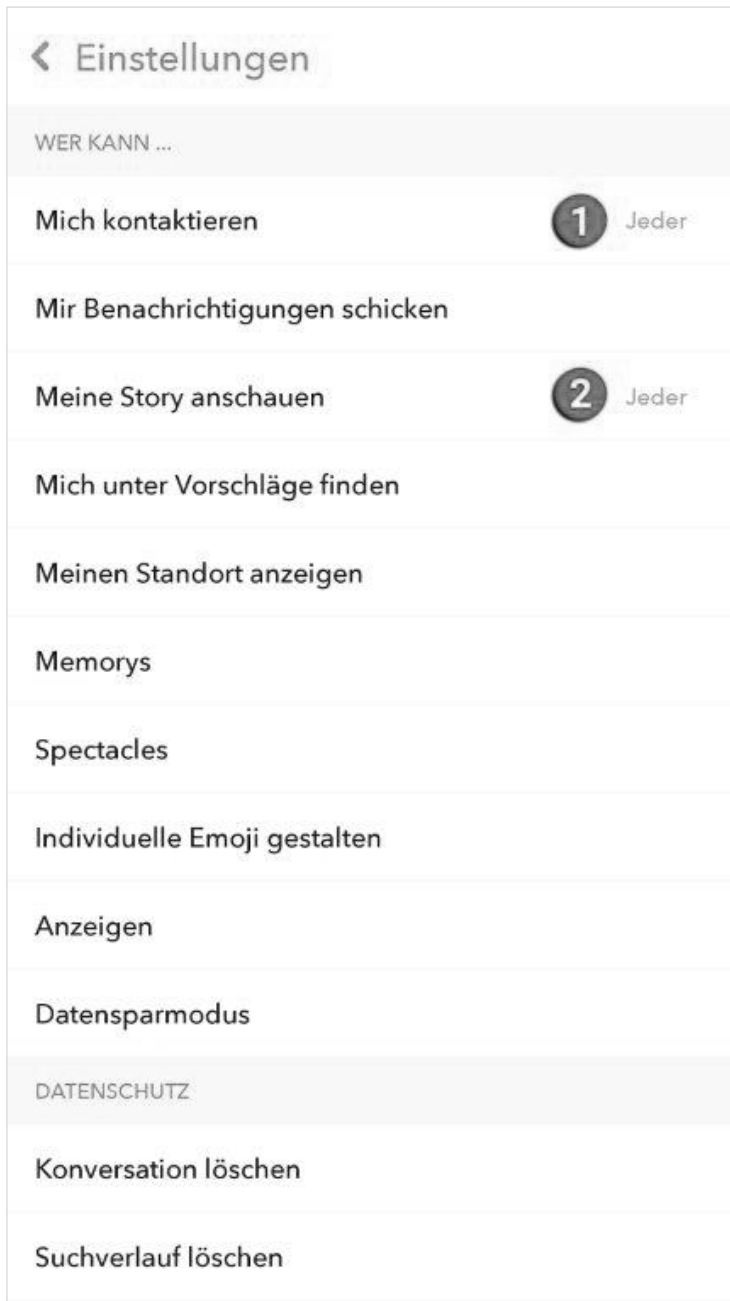 Einstellungen
WER KANN ...
Mich kontaktieren 1 Jeder
Mir Benachrichtigungen schicken
Meine Story anschauen 2 Jeder
Mich unter Vorschläge finden
Meinen Standort anzeigen
Memorys
Spectacles
Individuelle Emoji gestalten
Anzeigen
Datensparmodus
DATENSCHUTZ
Konversation löschen
Suchverlauf löschen